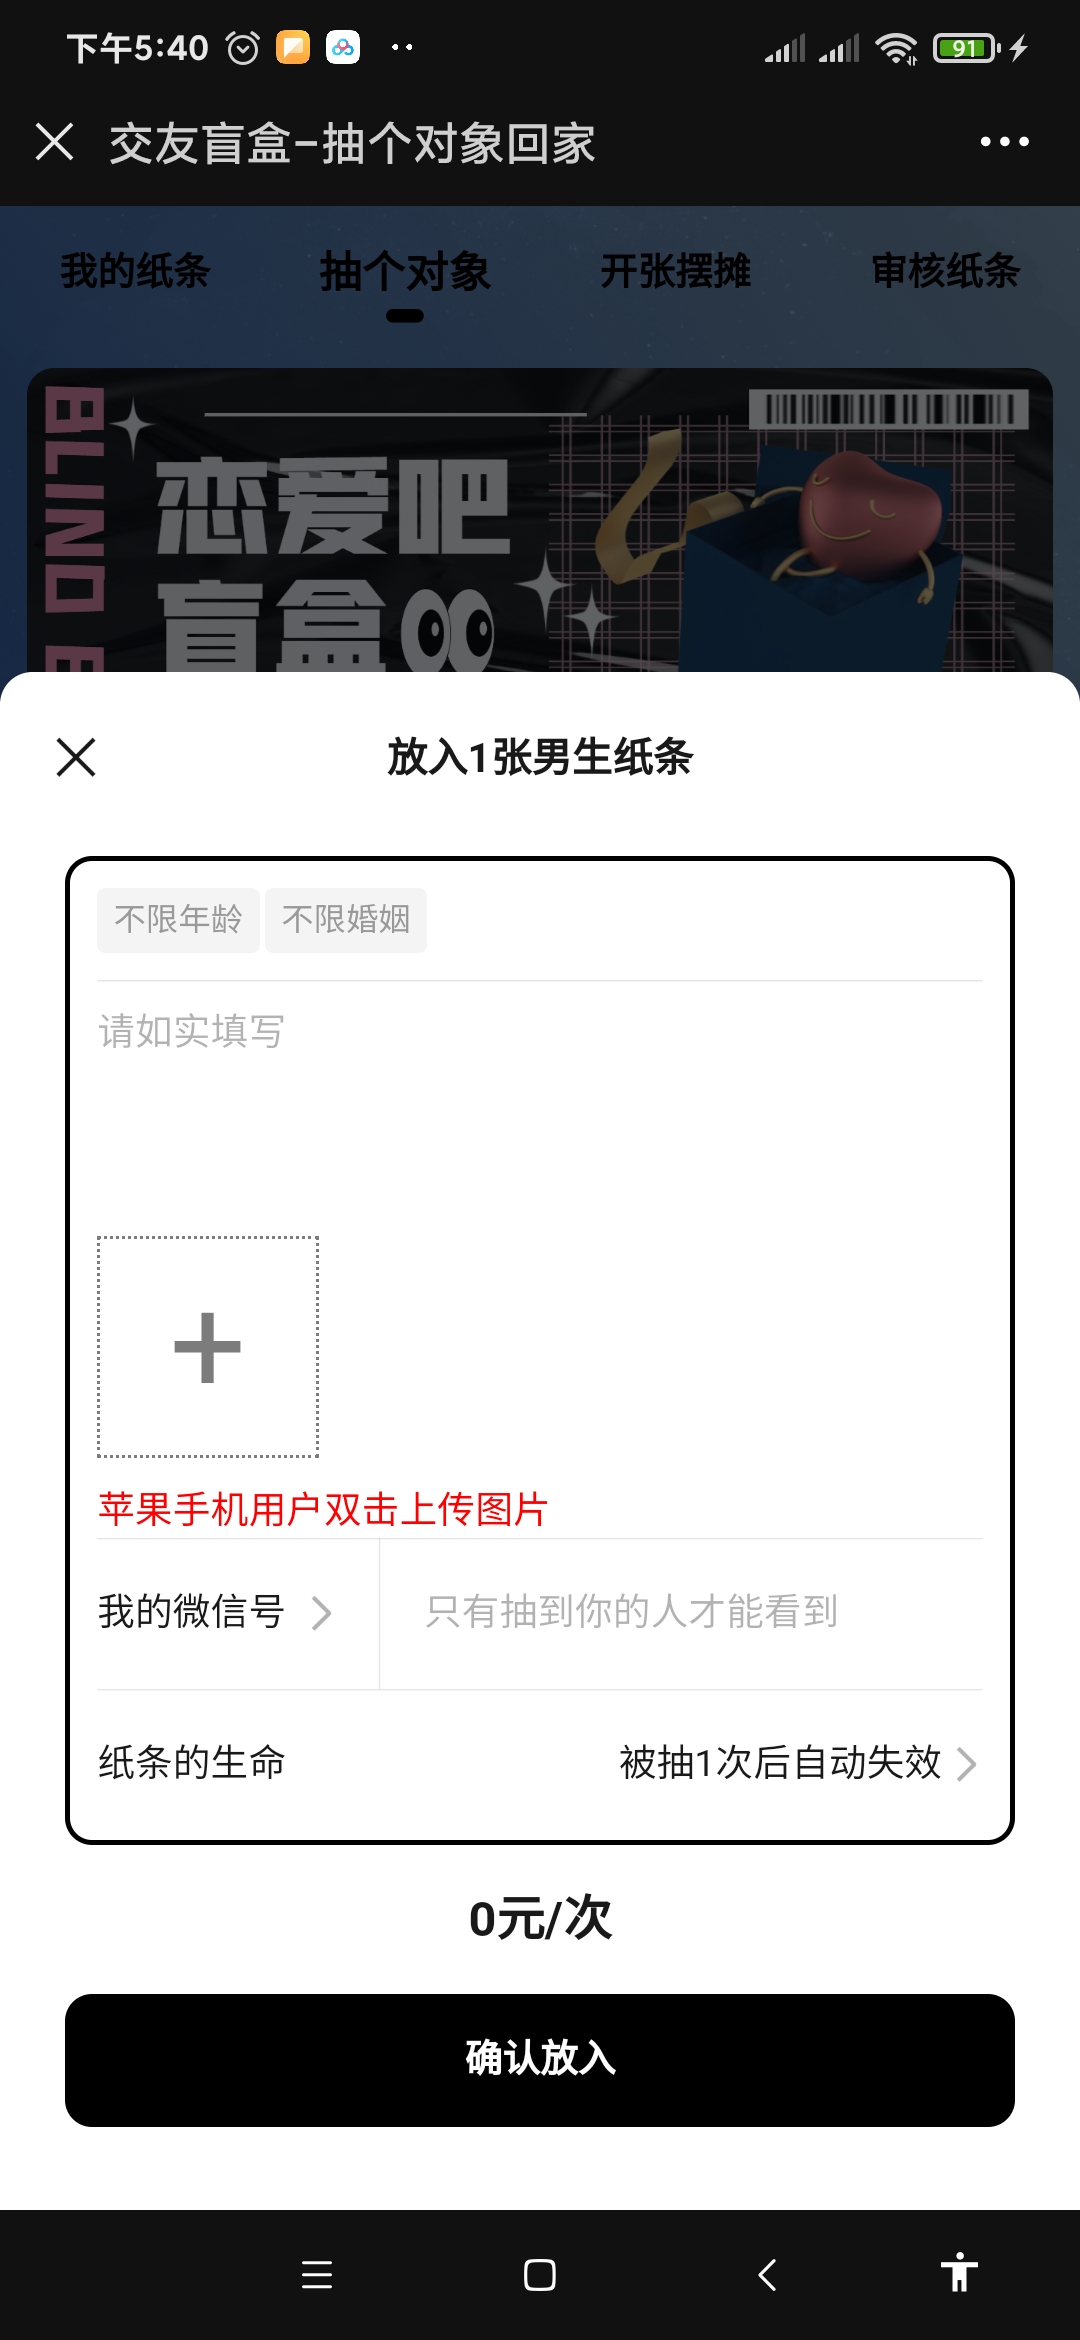 下午5:40
91
交友盲盒-抽个对象回家
我的纸条
抽个对象
开张摆摊
审核纸条
BLIND B
恋爱吧
盲盒
放入1张男生纸条
不限年龄 不限婚姻
请如实填写
苹果手机用户双击上传图片
我的微信号
只有抽到你的人才能看到
纸条的生命
被抽1次后自动失效
0元/次
确认放入